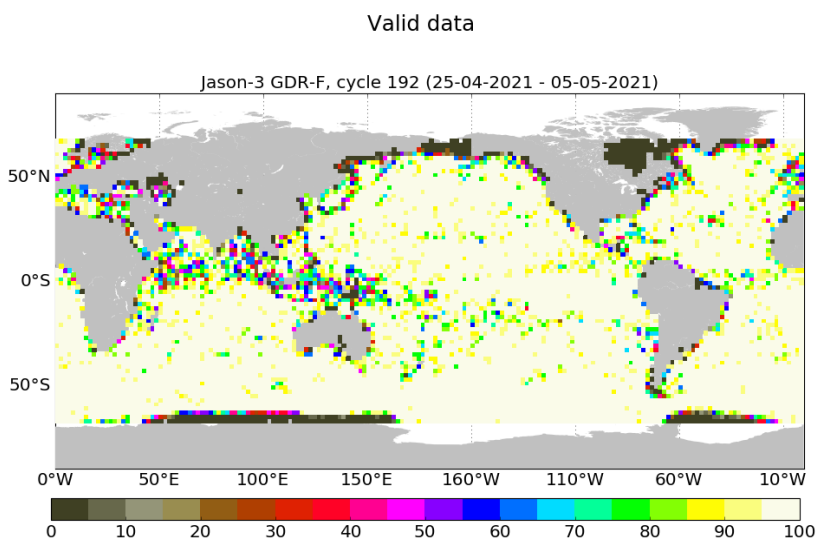 Valid data
Jason-3 GDR-F, cycle 192 (25-04-2021 - 05-05-2021)
50°N
0°S
50°S
0°W 50°E 100°E 150°E 160°W 110°W 60°W 10°W
0 10 20 30 40 50 60 70 80 90 100